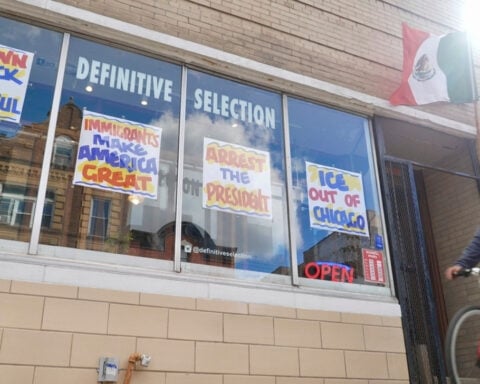 DEFINITIVE SELECTION
IMMIGRANTS
MAKE
AMERICA
GREAT
ARREST
THE
PRESIDENT
ICE
OUT OF
CHICAGO
@definitiveselection
OPEN